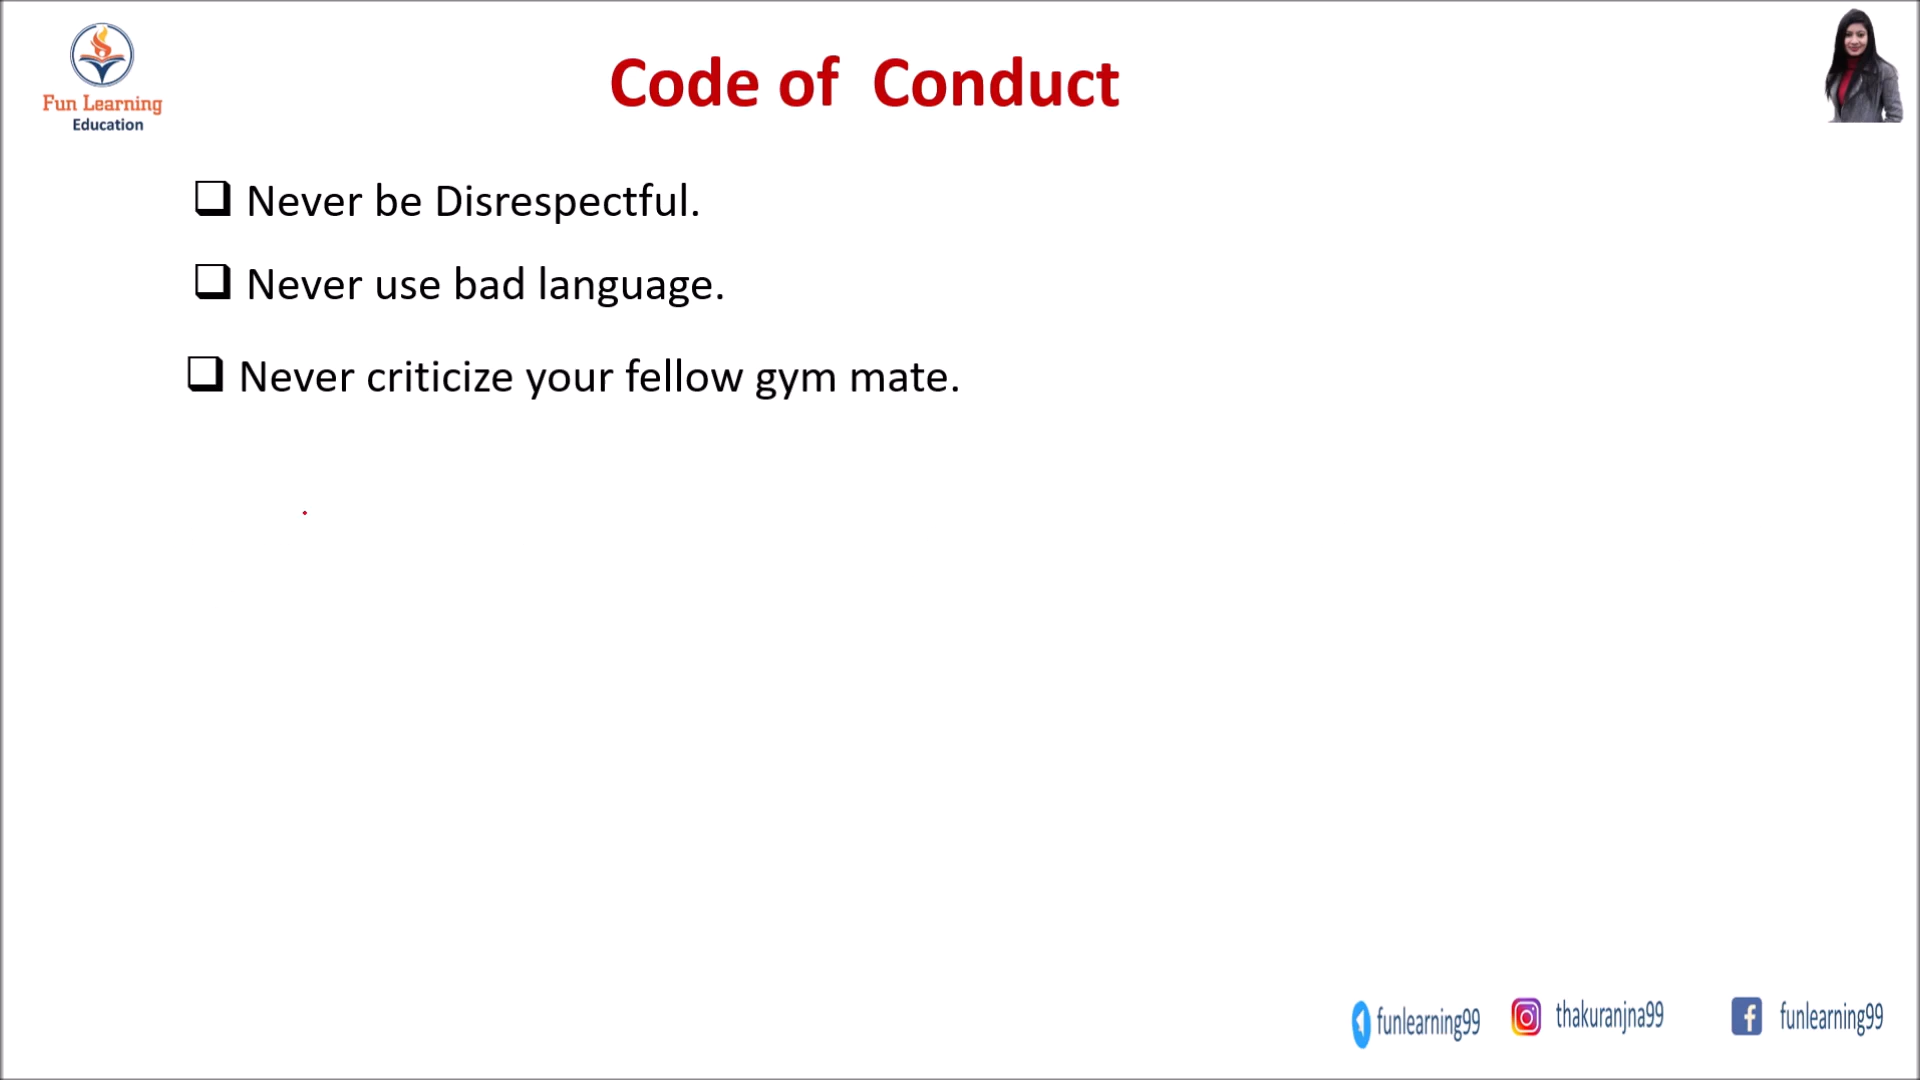 Fun Learning
Education
Code of Conduct
Never be Disrespectful.
Never use bad language.
Never criticize your fellow gym mate.
funlearning99
thakuranjna99
funlearning99